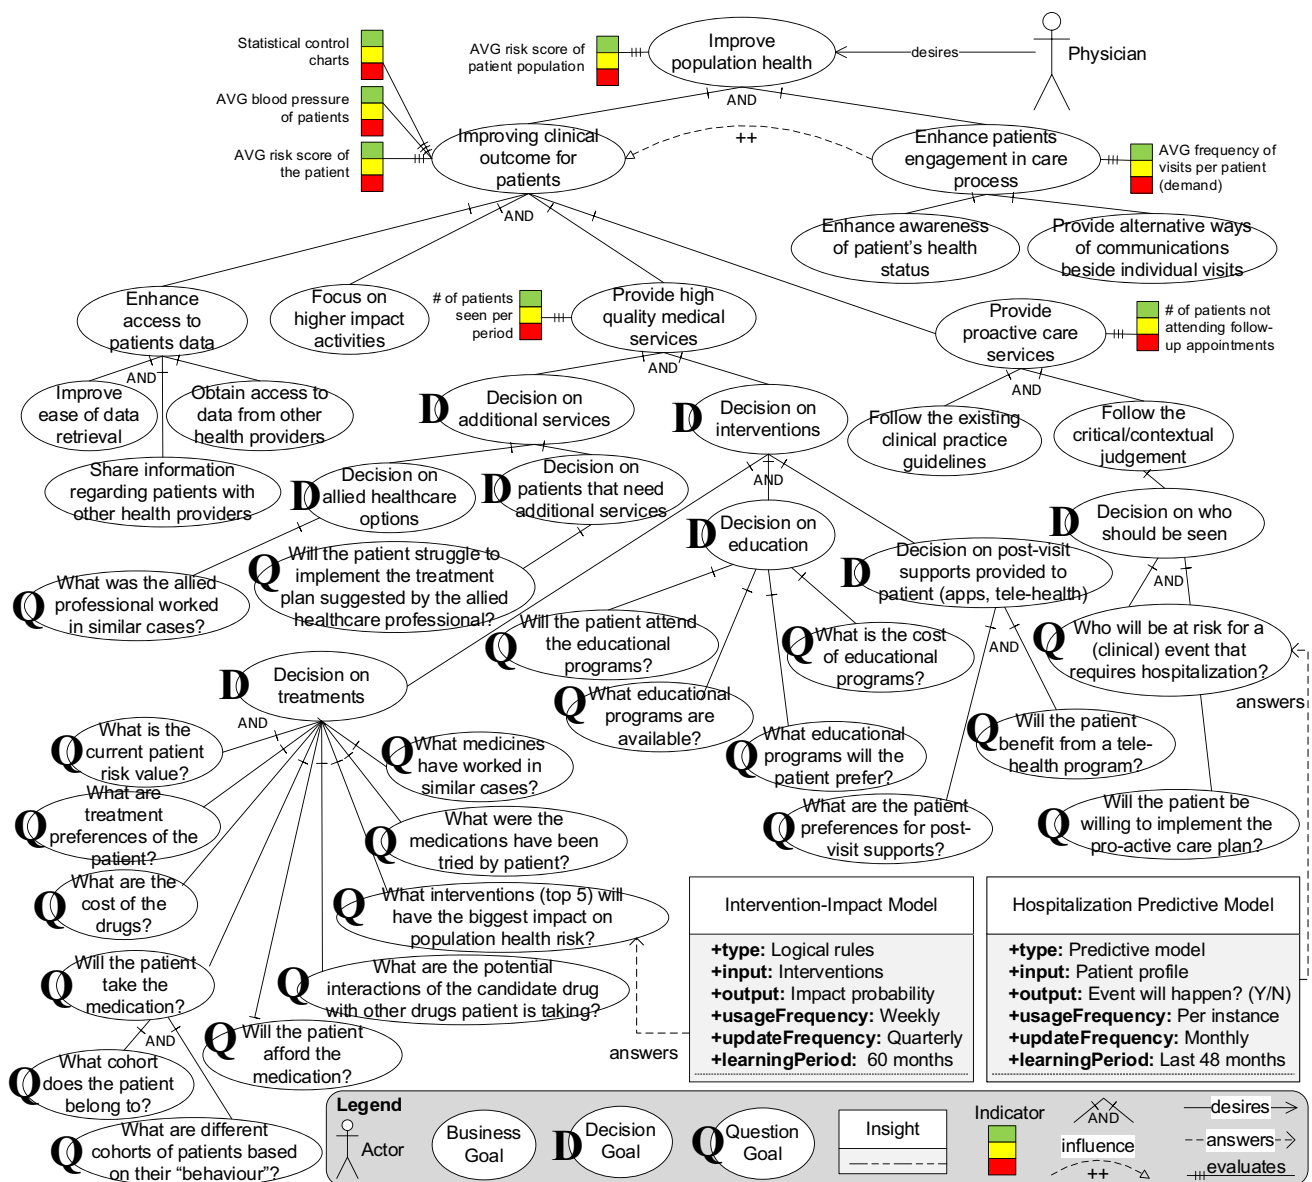 Statistical control
charts
AVG blood pressure
of patients
AVG risk score of
the patient
AVG risk score of
patient population
Improve
population health
desires
Physician
AND
Improving clinical
outcome for
patients
++
Enhance patients
engagement in care
process
AVG frequency of
visits per patient
(demand)
AND
Enhance awareness
of patient's health
status
Provide alternative ways
of communications
beside individual visits
Enhance
access to
patients data
Focus on
higher impact
activities
# of patients
seen per
period
Provide high
quality medical
services
Provide
proactive care
services
# of patients not
attending follow-
up appointments
AND
Improve
ease of data
retrieval
Obtain access to
data from other
health providers
Share information
regarding patients with
other health providers
AND
D
Decision on
additional services
D
Decision on
interventions
AND
Follow the existing
clinical practice
guidelines
Follow the
critical/contextual
judgement
D
Decision on
allied healthcare
options
D
Decision on
patients that need
additional services
AND
D
Decision on
education
D
Decision on who
should be seen
Q
What was the allied
professional worked
in similar cases?
Q
Will the patient struggle to
implement the treatment
plan suggested by the allied
healthcare professional?
D
Decision on post-visit
supports provided to
patient (apps, tele-health)
AND
Q
Will the patient attend
the educational
programs?
Q
What is the cost
of educational
programs?
AND
Q
Who will be at risk for a
(clinical) event that
requires hospitalization?
answers
D
Decision on
treatments
AND
Q
What educational
programs are
available?
Q
What educational
programs will the
patient prefer?
Q
Will the patient
benefit from a tele-
health program?
Q
What is the
current patient
risk value?
Q
What medicines
have worked in
similar cases?
Q
What are
treatment
preferences of the
patient?
Q
What were the
medications have been
tried by patient?
Q
What are the patient
preferences for post-
visit supports?
Q
Will the patient be
willing to implement the
pro-active care plan?
Q
What are the
cost of the
drugs?
Q
What interventions (top 5) will
have the biggest impact on
population health risk?
Q
Will the patient
take the
medication?
Q
What are the potential
interactions of the candidate drug
with other drugs patient is taking?
AND
Q
Will the patient
afford the
medication?
Q
What cohort
does the patient
belong to?
Q
What are different
cohorts of patients based
on their "behaviour"?
answers
Intervention-Impact Model
+type: Logical rules
+input: Interventions
+output: Impact probability
+usageFrequency: Weekly
+updateFrequency: Quarterly
+learningPeriod: 60 months
Hospitalization Predictive Model
+type: Predictive model
+input: Patient profile
+output: Event will happen? (Y/N)
+usageFrequency: Per instance
+updateFrequency: Monthly
+learningPeriod: Last 48 months
Legend
Actor
Business
Goal
D
Decision
Goal
Q
Question
Goal
Insight
Indicator
AND
influence
++
desires
answers
evaluates